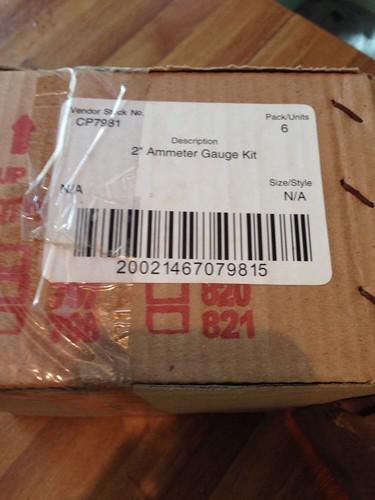 Vendor Stock No.
CP7981
Pack/Units
6
Description
2" Ammeter Gauge Kit
N/A
Size/Style
N/A
20021467079815
UP
820
821